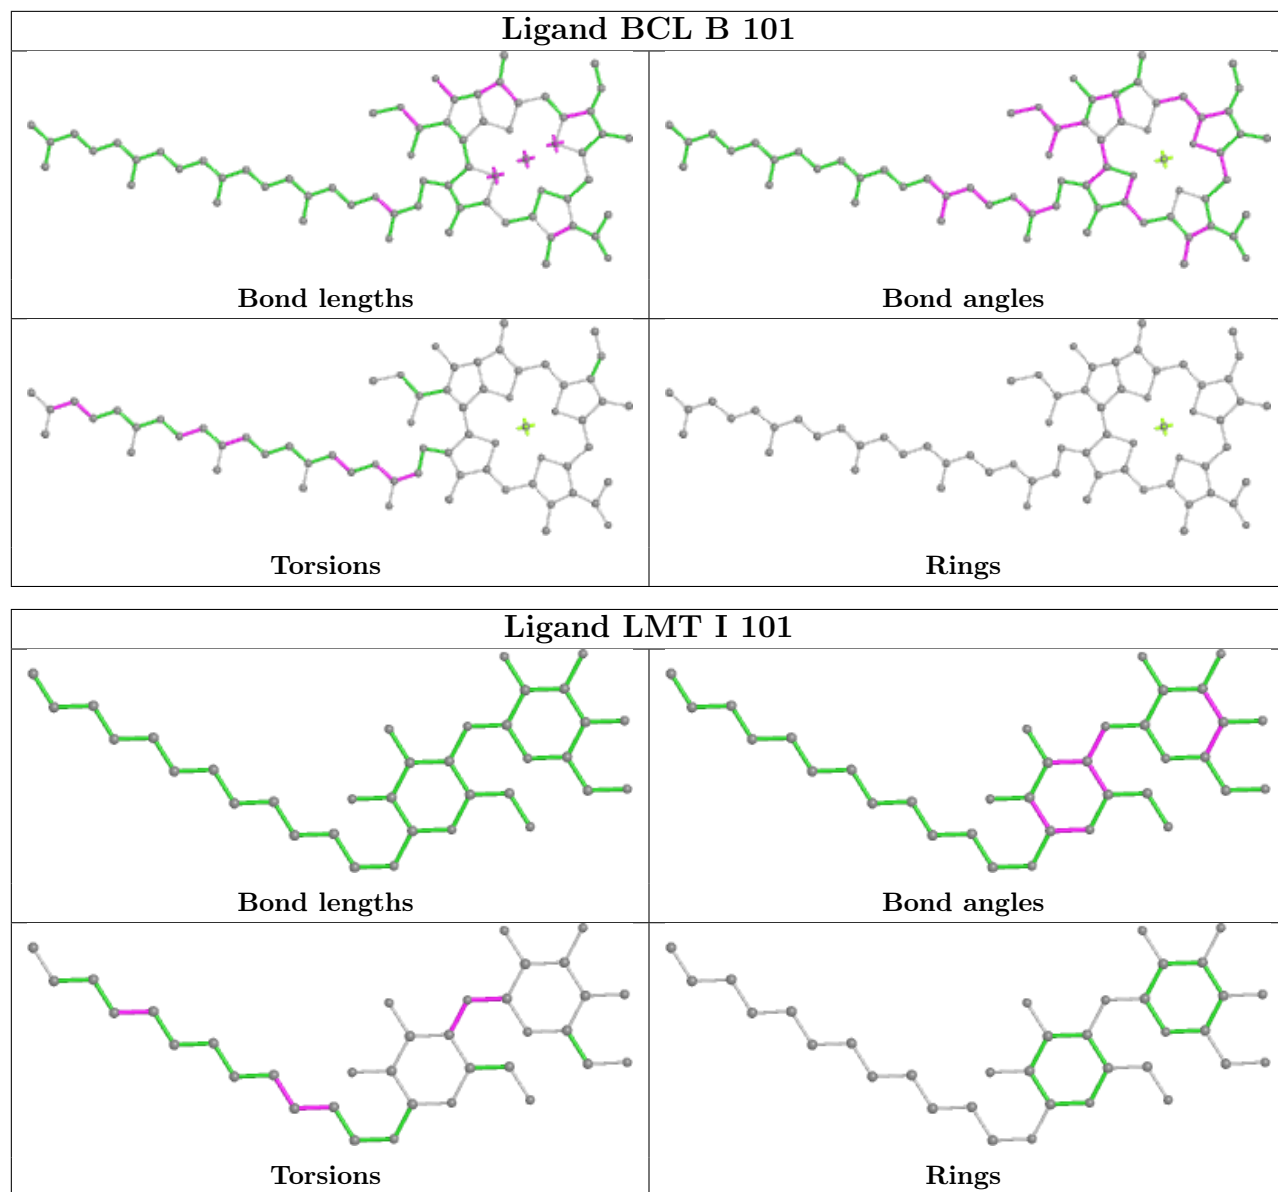 Ligand BCL B 101
Bond lengths
Bond angles
Torsions
Rings
Ligand LMT I 101
Bond lengths
Bond angles
Torsions
Rings